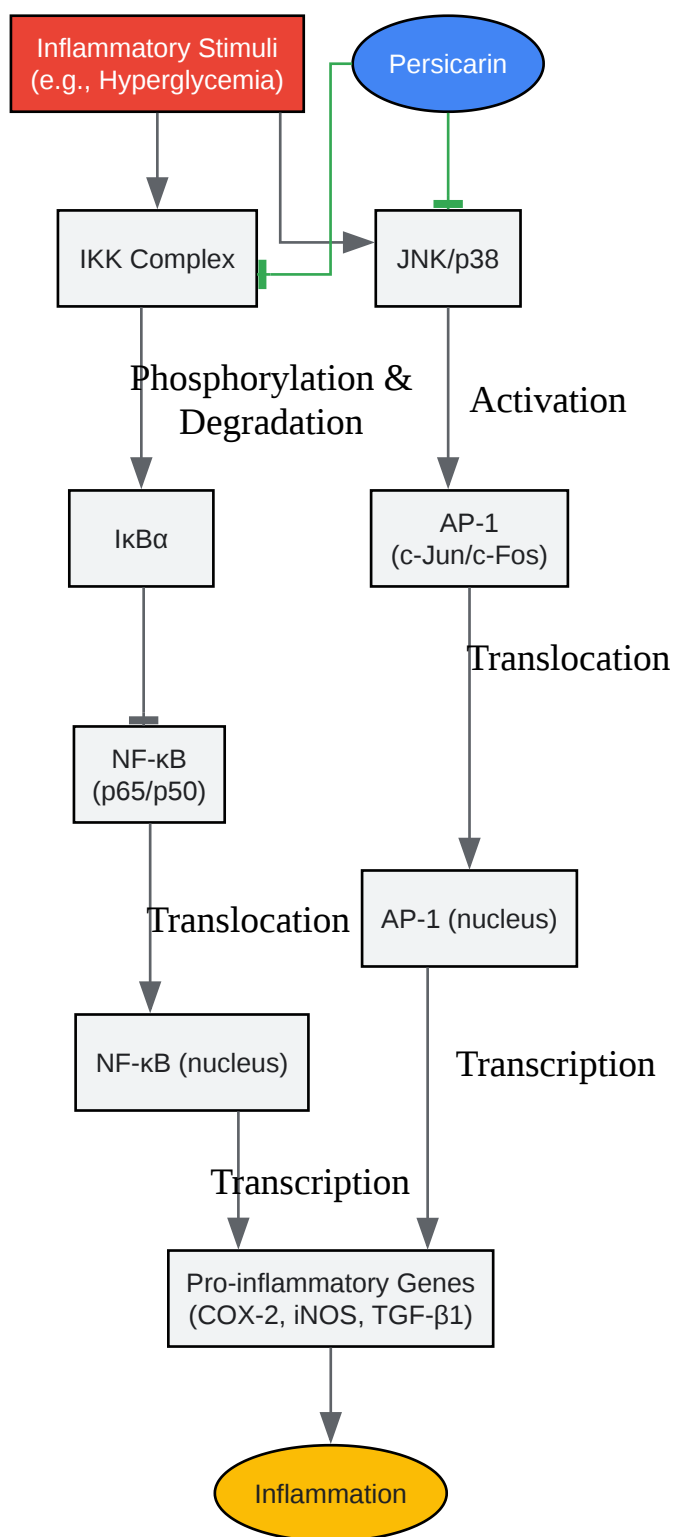 Inflammatory Stimuli
(e.g., Hyperglycemia)
Persicarin
IKK Complex
JNK/p38
Phosphorylation &
Degradation
Activation
IκBα
AP-1
(c-Jun/c-Fos)
Translocation
NF-κB
(p65/p50)
Translocation
AP-1 (nucleus)
NF-κB (nucleus)
Transcription
Transcription
Pro-inflammatory Genes
(COX-2, iNOS, TGF-β1)
Inflammation